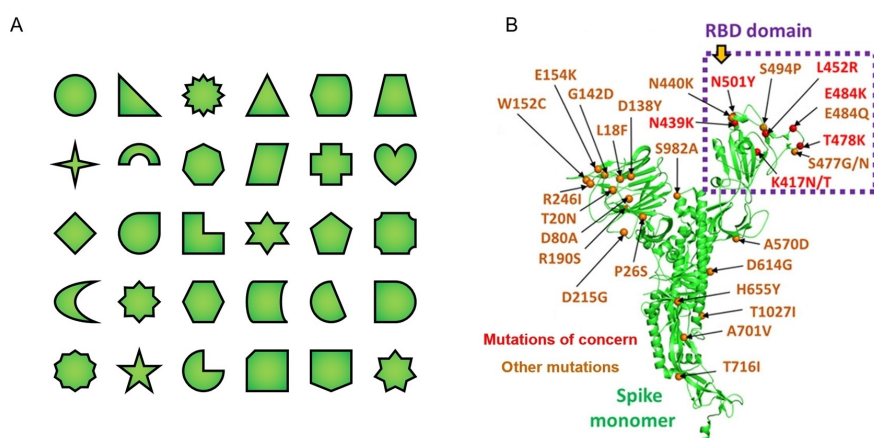 A
B
RBD domain
E154K
G142D
W152C
D138Y
L18F
N440K
N501Y
S494P
L452R
E484K
E484Q
N439K
T478K
S982A
S477G/N
K417N/T
R246I
T20N
D80A
R190S
P26S
D215G
A570D
D614G
H655Y
T1027I
A701V
T716I
Mutations of concern
Other mutations
Spike
monomer